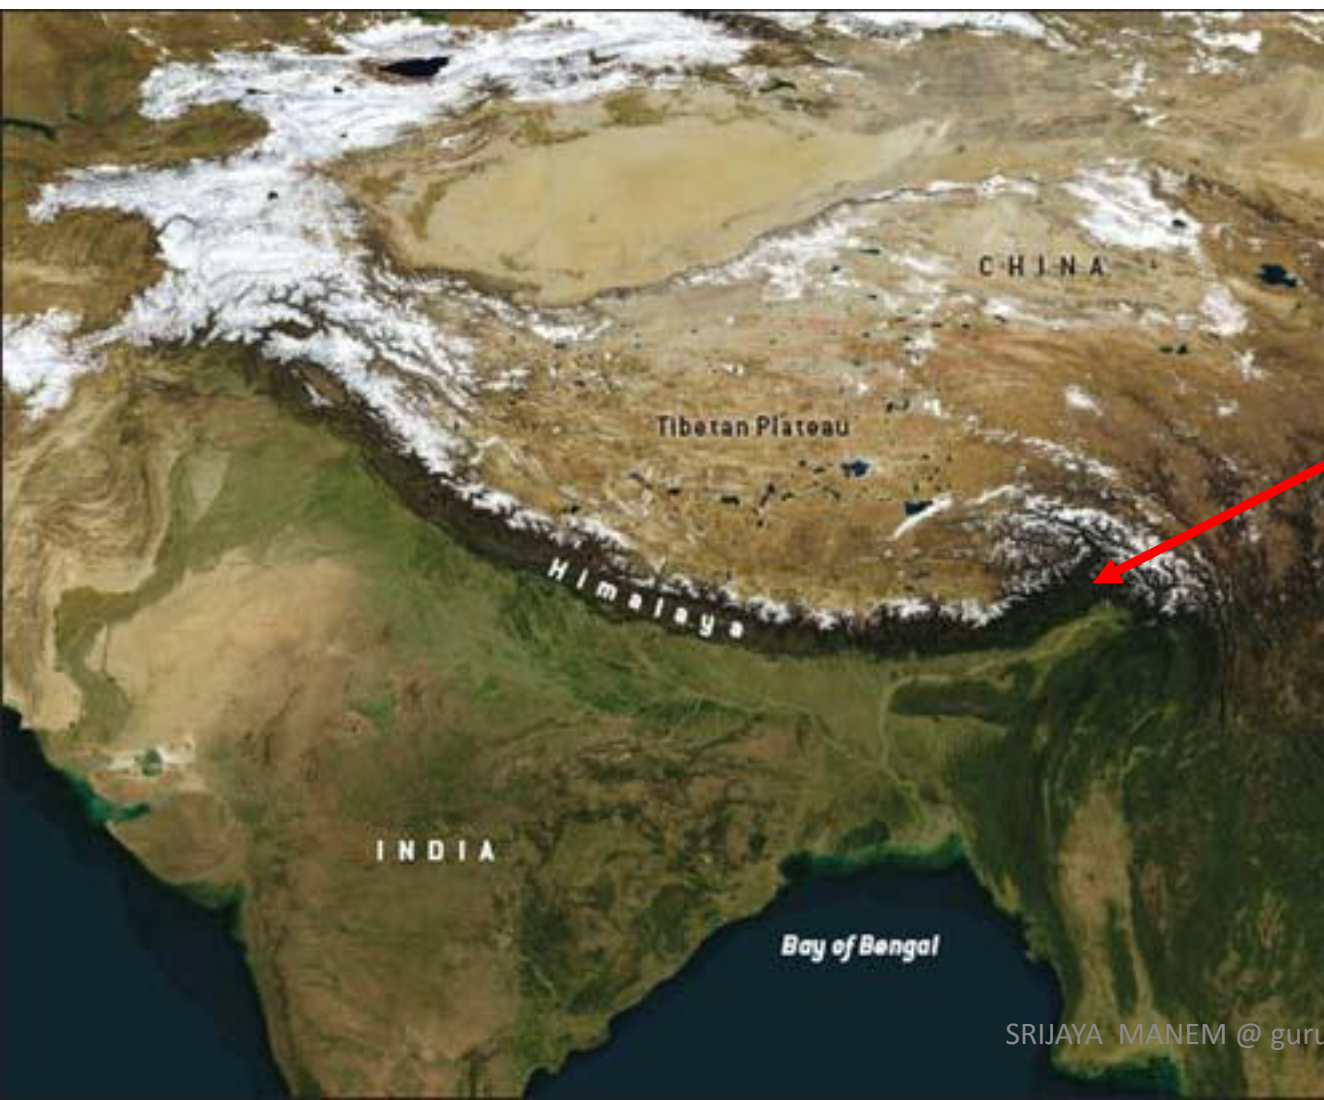 CHINA
Tibetan Plateau
Himalaya
INDIA
Bay of Bengal
SRIJAYA MANEM @ guru